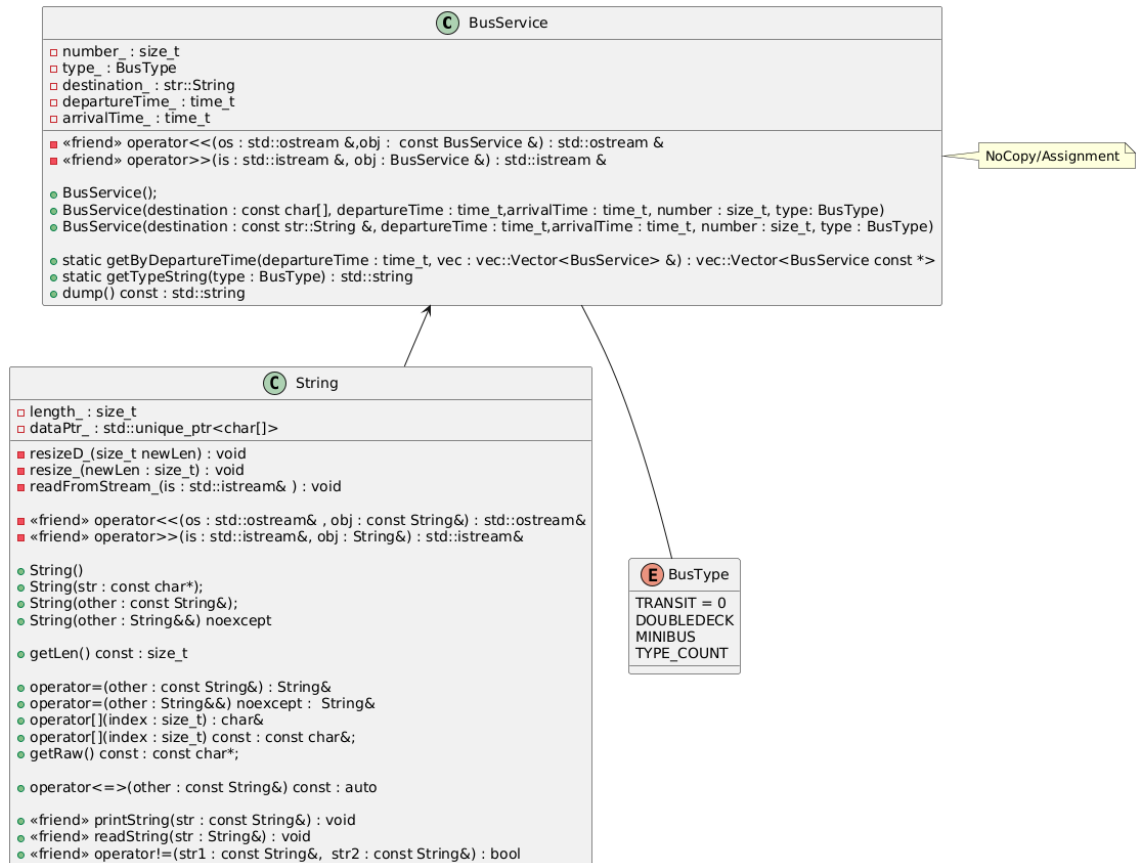 C BusService
number_ : size_t
type_ : BusType
destination_ : str::String
departureTime_ : time_t
arrivalTime_ : time_t
«friend» operator<<(os : std::ostream &,obj :  const BusService &) : std::ostream &
«friend» operator>>(is : std::istream &, obj : BusService &) : std::istream &
BusService();
BusService(destination : const char[], departureTime : time_t,arrivalTime : time_t, number : size_t, type: BusType)
BusService(destination : const str::String &, departureTime : time_t,arrivalTime : time_t, number : size_t, type : BusType)
static getByDepartureTime(departureTime : time_t, vec : vec::Vector<BusService> &) : vec::Vector<BusService const *>
static getTypeString(type : BusType) : std::string
dump() const : std::string
NoCopy/Assignment
C String
length_ : size_t
dataPtr_ : std::unique_ptr<char[]>
resizeD_(size_t newLen) : void
resize_(newLen : size_t) : void
readFromStream_(is : std::istream& ) : void
«friend» operator<<(os : std::ostream& , obj : const String&) : std::ostream&
«friend» operator>>(is : std::istream&, obj : String&) : std::istream&
String()
String(str : const char*);
String(other : const String&);
String(other : String&&) noexcept
getLen() const : size_t
operator=(other : const String&) : String&
operator=(other : String&&) noexcept :  String&
operator[](index : size_t) : char&
operator[](index : size_t) const : const char&;
getRaw() const : const char*;
operator<=>(other : const String&) const : auto
«friend» printString(str : const String&) : void
«friend» readString(str : String&) : void
«friend» operator!=(str1 : const String&,  str2 : const String&) : bool
E BusType
TRANSIT = 0
DOUBLEDECK
MINIBUS
TYPE_COUNT